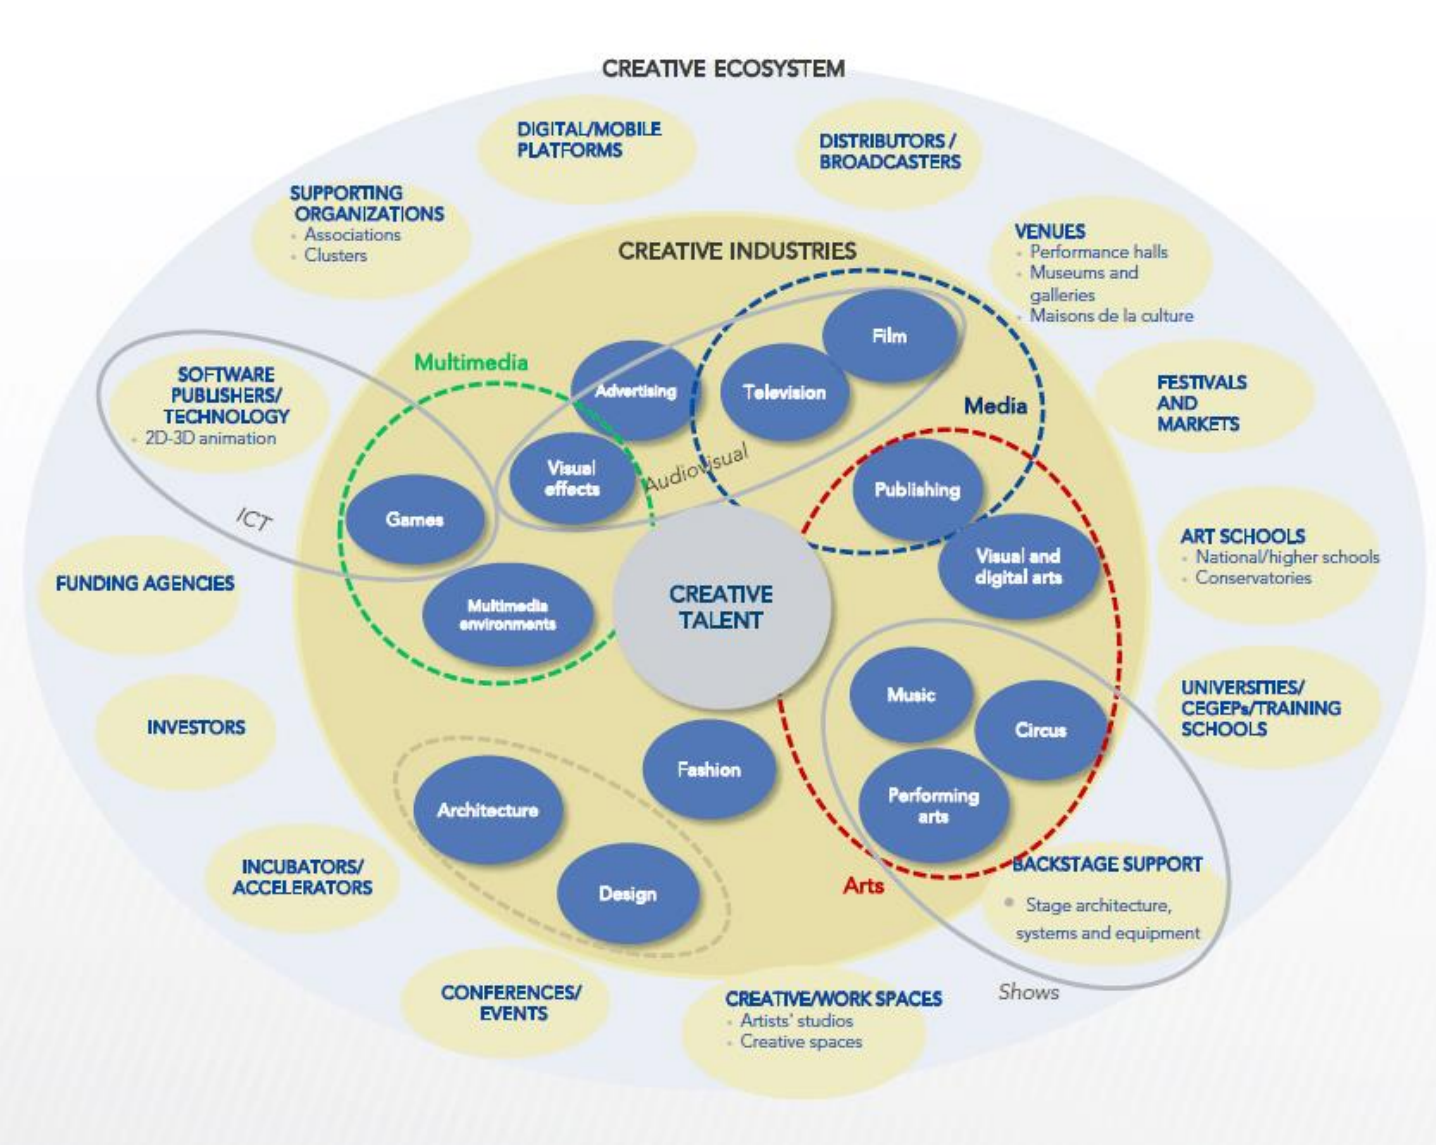 CREATIVE ECOSYSTEM
DIGITAL/MOBILE
PLATFORMS
DISTRIBUTORS /
BROADCASTERS
SUPPORTING
ORGANIZATIONS
Associations
Clusters
VENUES
Performance halls
Museums and
galleries
Maisons de la culture
CREATIVE INDUSTRIES
SOFTWARE
PUBLISHERS/
TECHNOLOGY
2D-3D animation
Multimedia
Advertising
Television
Film
Media
FESTIVALS
AND
MARKETS
Visual
effects
Audiovisual
Publishing
Games
ICT
Visual and
digital arts
ART SCHOOLS
National/higher schools
Conservatories
FUNDING AGENCIES
Multimedia
environments
CREATIVE
TALENT
INVESTORS
Music
Circus
UNIVERSITIES/
CEGEPs/TRAINING
SCHOOLS
Fashion
Architecture
Performing
arts
Design
Arts
INCUBATORS/
ACCELERATORS
BACKSTAGE SUPPORT
Stage architecture,
systems and equipment
Shows
CONFERENCES/
EVENTS
CREATIVE/WORK SPACES
Artists' studios
Creative spaces